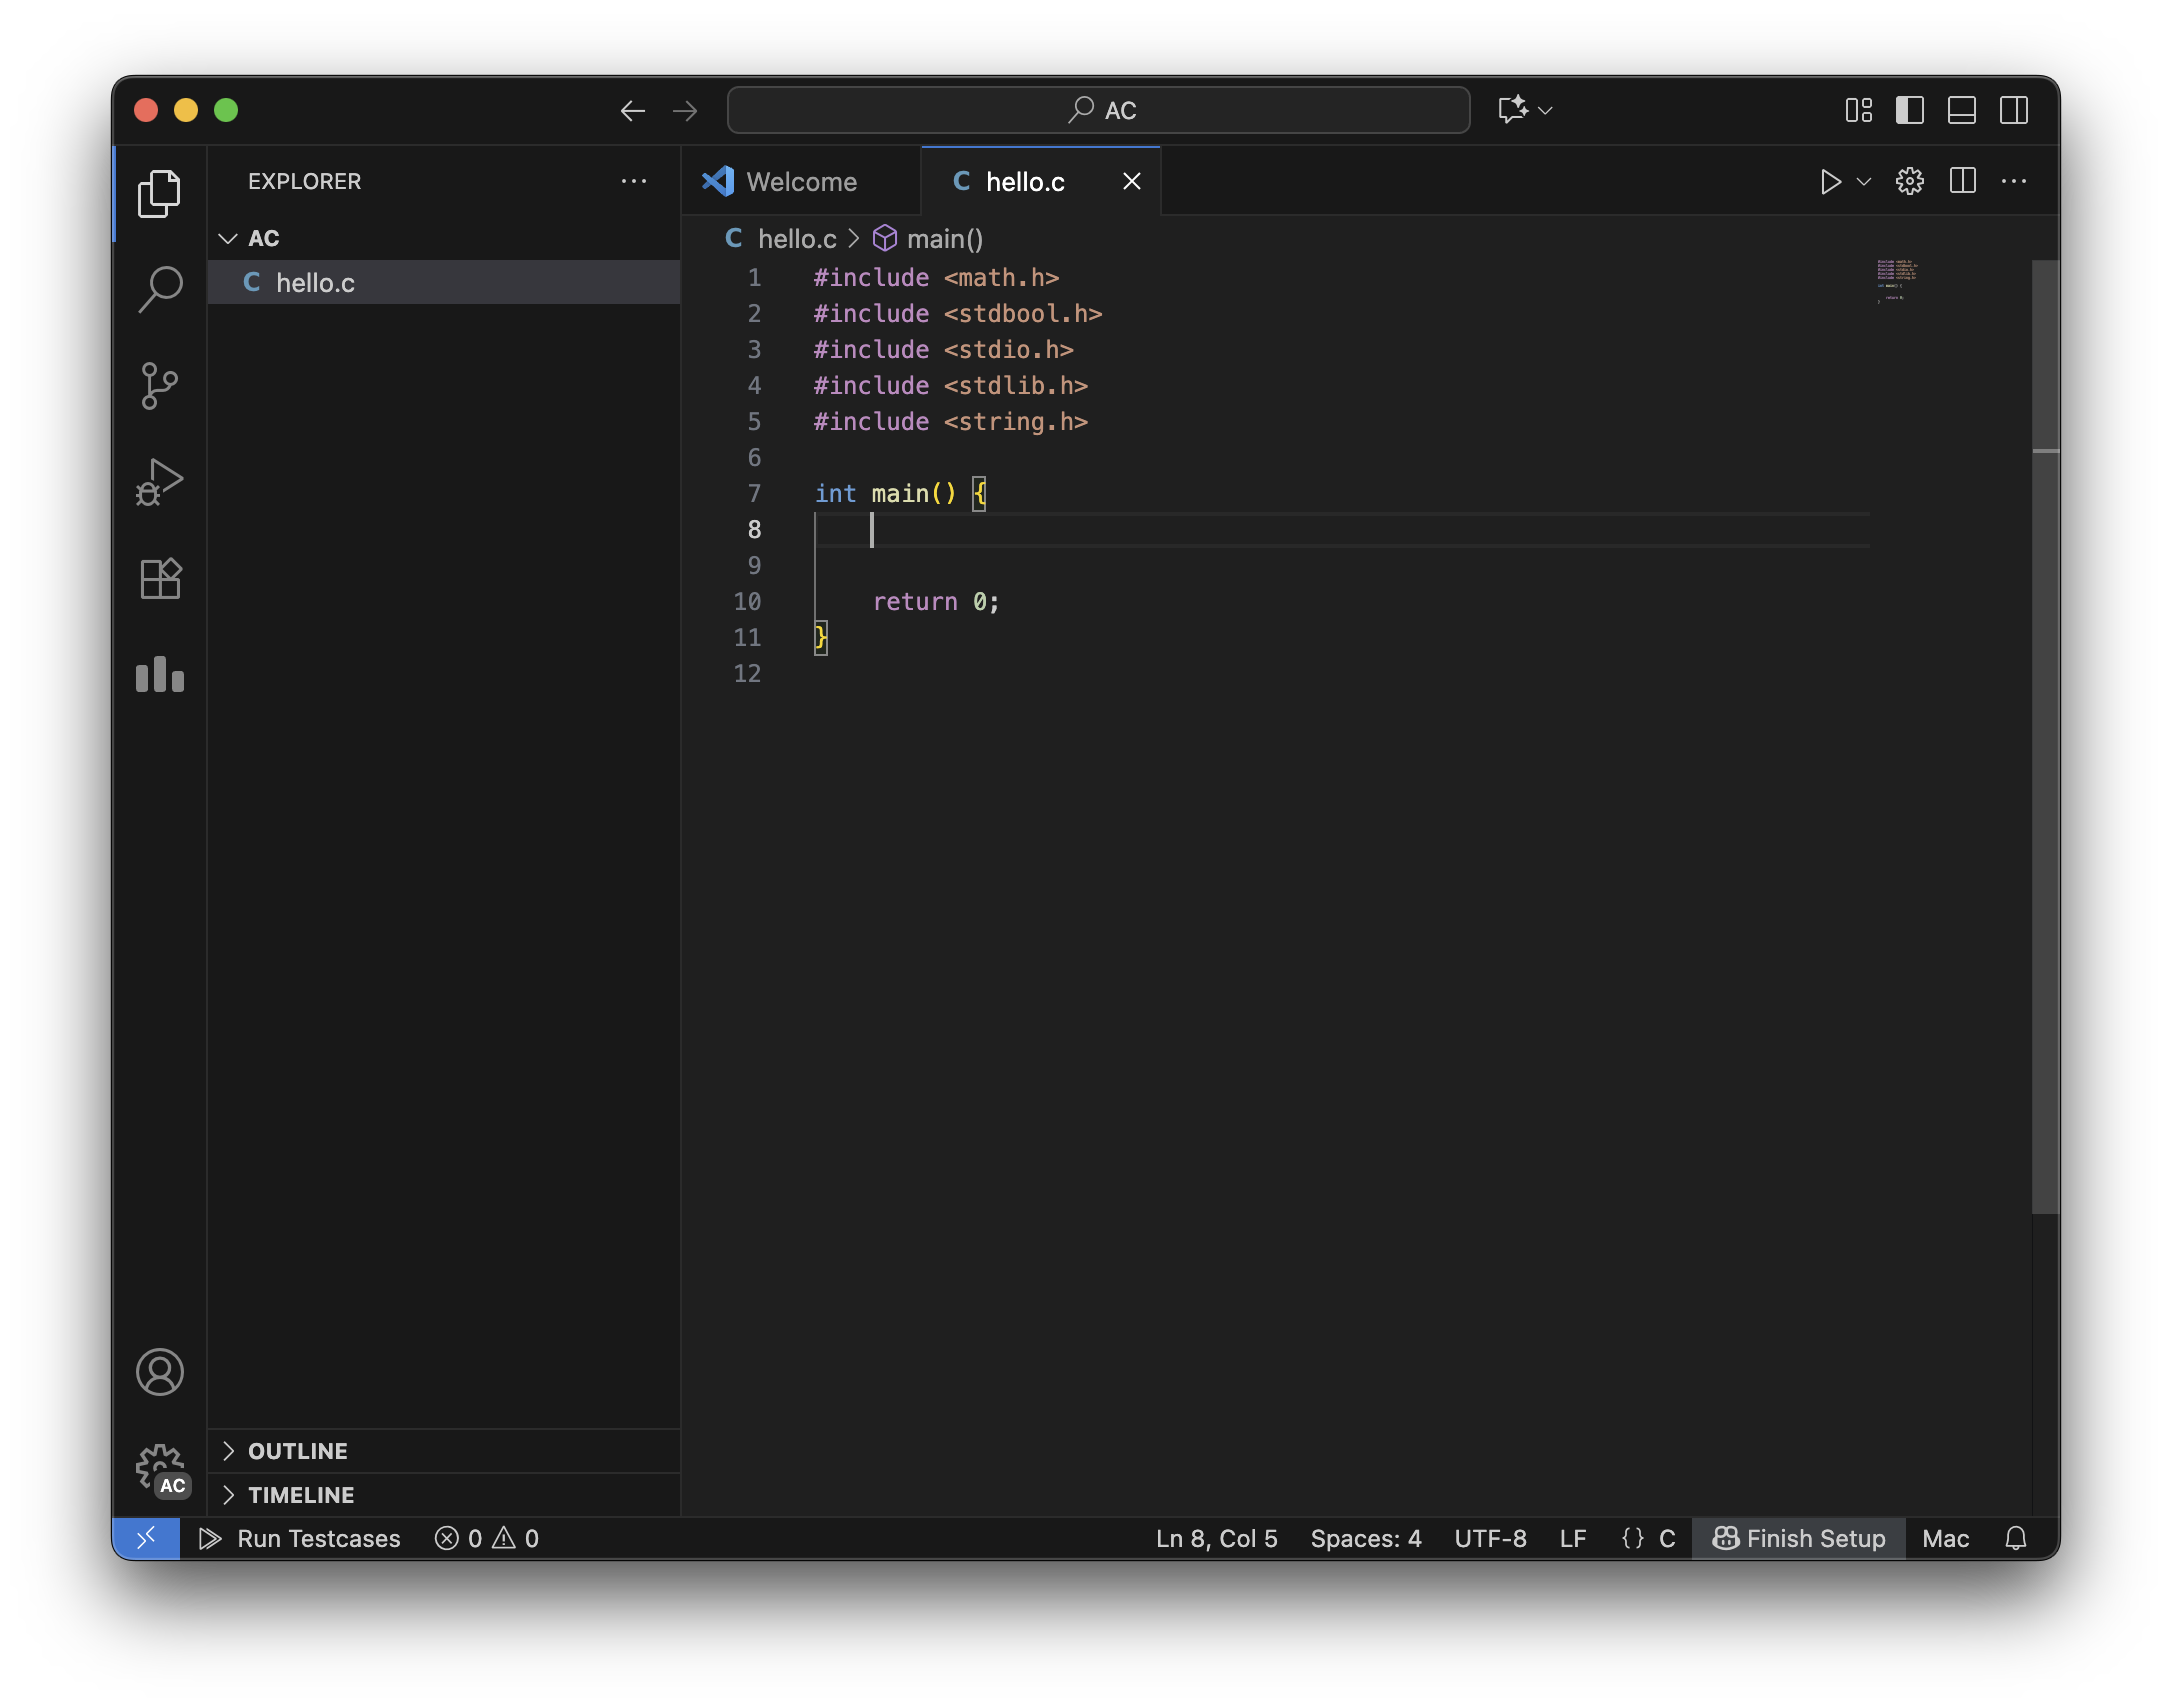 AC
EXPLORER
AC
C hello.c
OUTLINE
TIMELINE
Welcome
C hello.c
C hello.c > main()
1 #include <math.h>
2 #include <stdbool.h>
3 #include <stdio.h>
4 #include <stdlib.h>
5 #include <string.h>
6
7 int main() {
8
9
10     return 0;
11 }
12
AC
Run Testcases 0 0 Ln 8, Col 5 Spaces: 4 UTF-8 LF {} C Finish Setup Mac